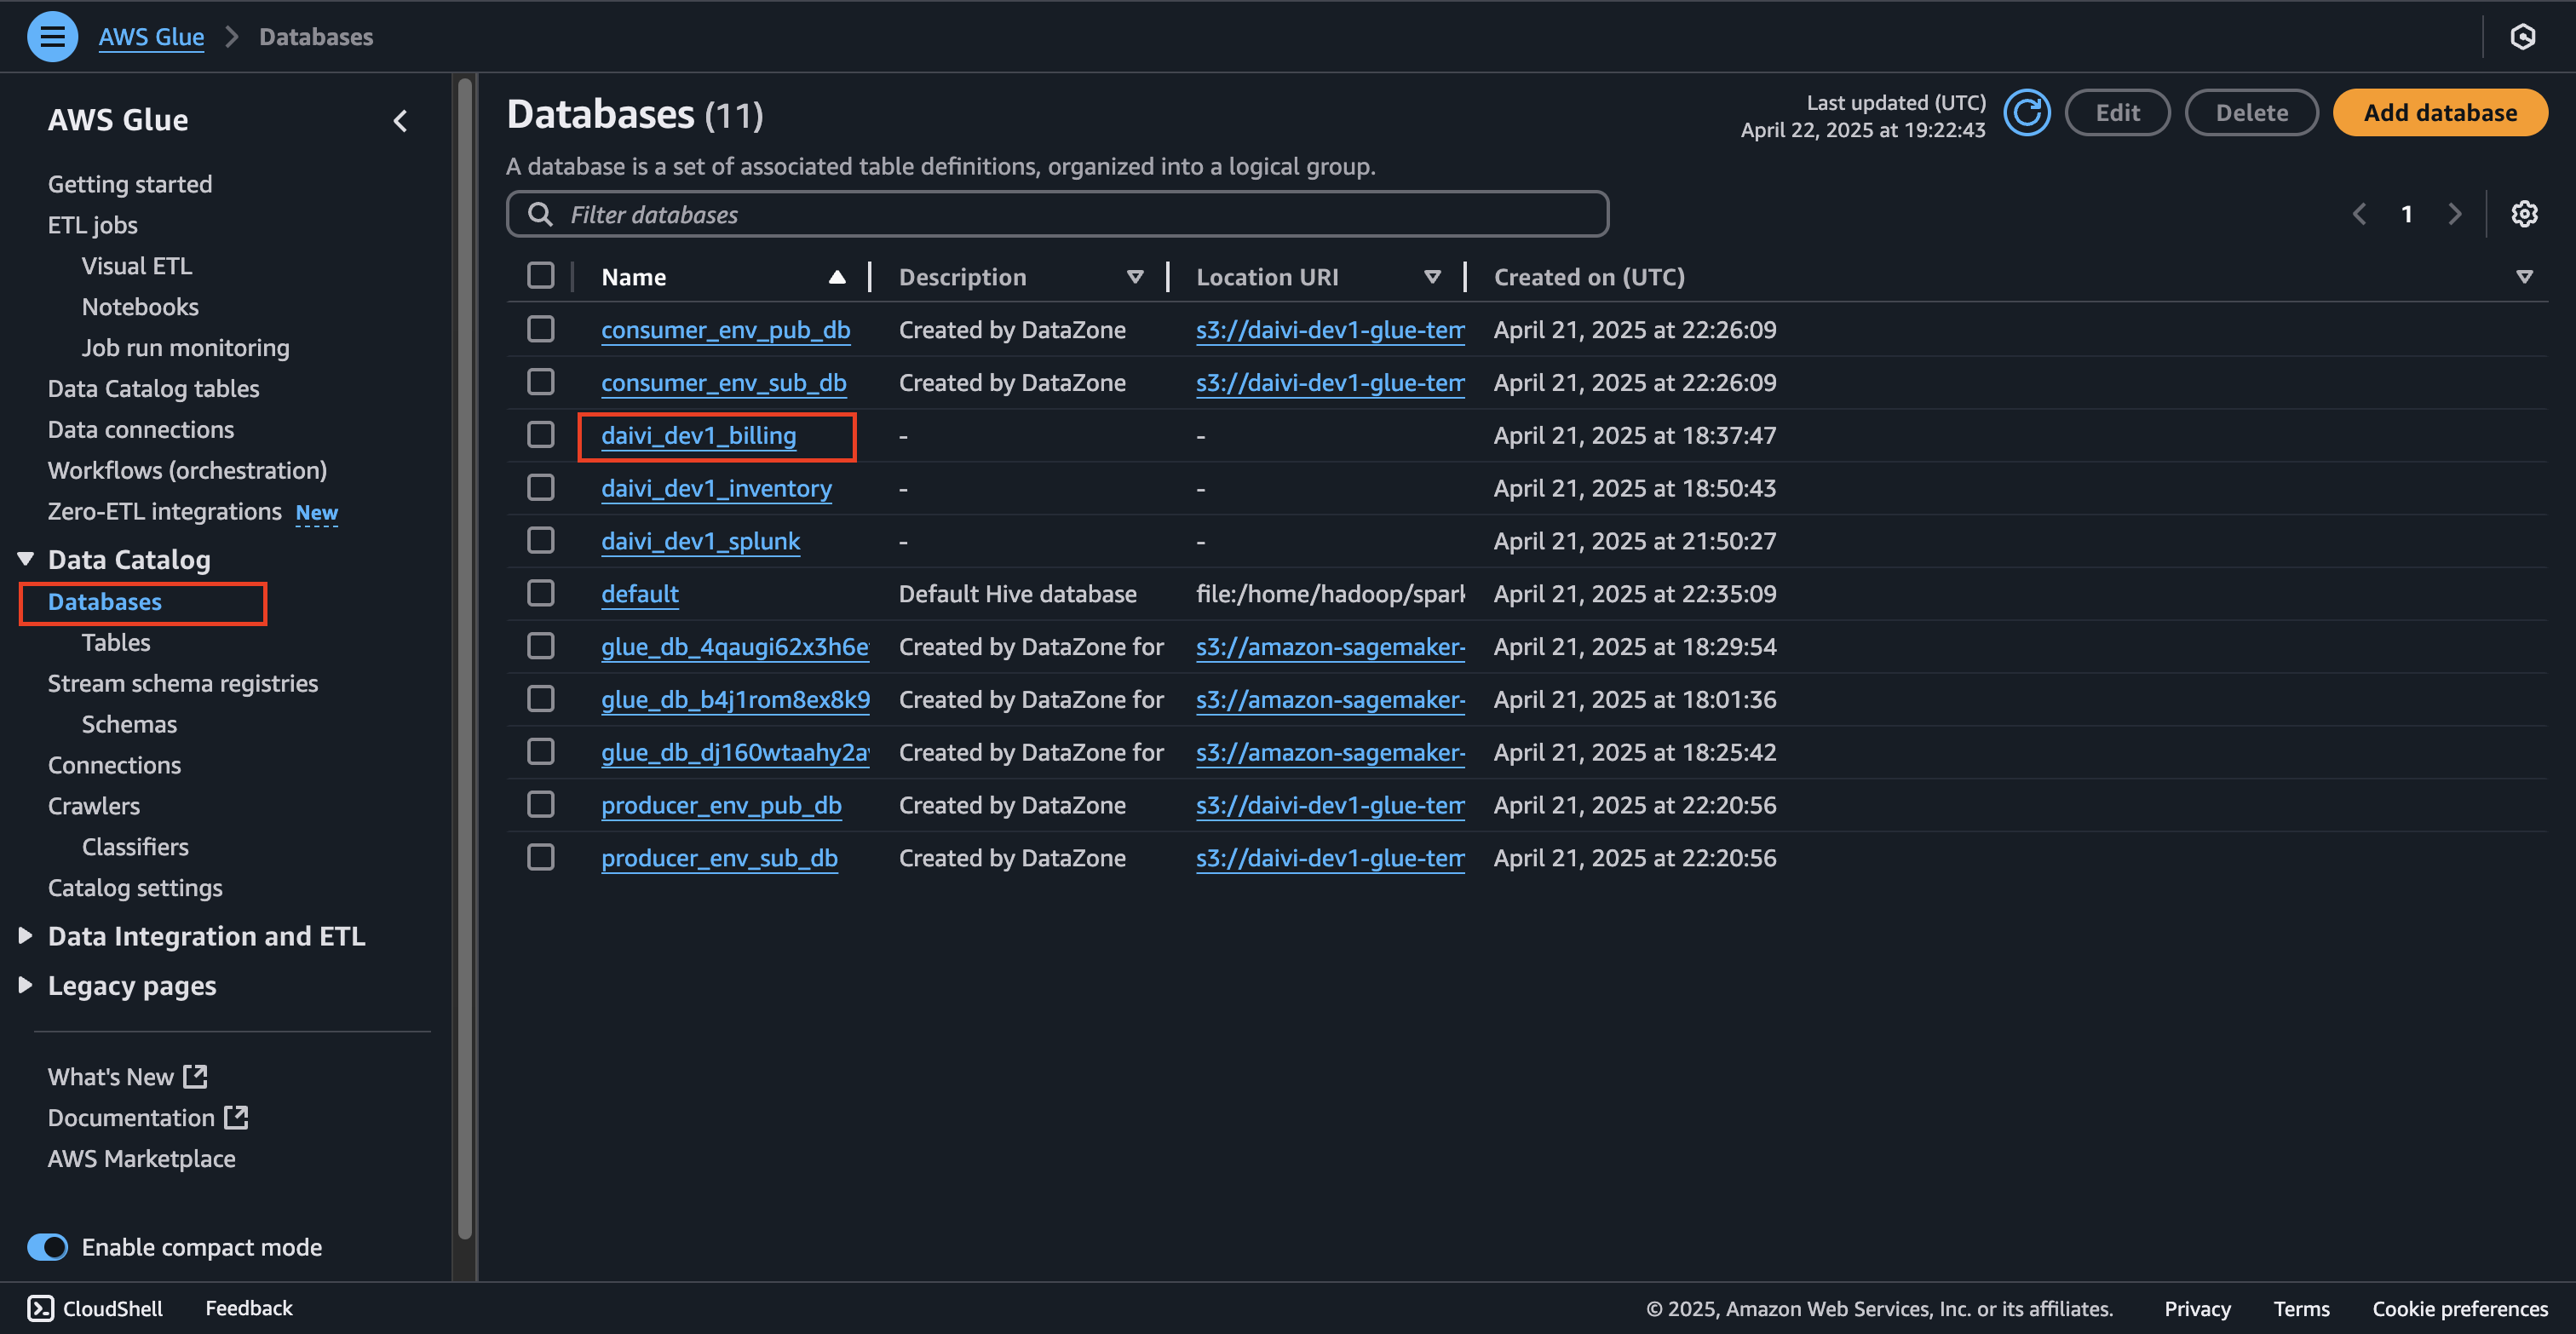 AWS Glue > Databases
AWS Glue
Getting started
ETL jobs
Visual ETL
Notebooks
Job run monitoring
Data Catalog tables
Data connections
Workflows (orchestration)
Zero-ETL integrations New
Data Catalog
Databases
Tables
Stream schema registries
Schemas
Connections
Crawlers
Classifiers
Catalog settings
Data Integration and ETL
Legacy pages
What's New
Documentation
AWS Marketplace
Enable compact mode
Databases (11)
Last updated (UTC)
April 22, 2025 at 19:22:43
Edit
Delete
Add database
A database is a set of associated table definitions, organized into a logical group.
Filter databases
1
Name Description Location URI Created on (UTC)
consumer_env_pub_db Created by DataZone s3://daivi-dev1-glue-tem April 21, 2025 at 22:26:09
consumer_env_sub_db Created by DataZone s3://daivi-dev1-glue-tem April 21, 2025 at 22:26:09
daivi_dev1_billing - - April 21, 2025 at 18:37:47
daivi_dev1_inventory - - April 21, 2025 at 18:50:43
daivi_dev1_splunk - - April 21, 2025 at 21:50:27
default Default Hive database file:/home/hadoop/spark April 21, 2025 at 22:35:09
glue_db_4qaugi62x3h6e Created by DataZone for s3://amazon-sagemaker- April 21, 2025 at 18:29:54
glue_db_b4j1rom8ex8k9 Created by DataZone for s3://amazon-sagemaker- April 21, 2025 at 18:01:36
glue_db_dj160wtaahy2a Created by DataZone for s3://amazon-sagemaker- April 21, 2025 at 18:25:42
producer_env_pub_db Created by DataZone s3://daivi-dev1-glue-tem April 21, 2025 at 22:20:56
producer_env_sub_db Created by DataZone s3://daivi-dev1-glue-tem April 21, 2025 at 22:20:56
CloudShell Feedback © 2025, Amazon Web Services, Inc. or its affiliates. Privacy Terms Cookie preferences